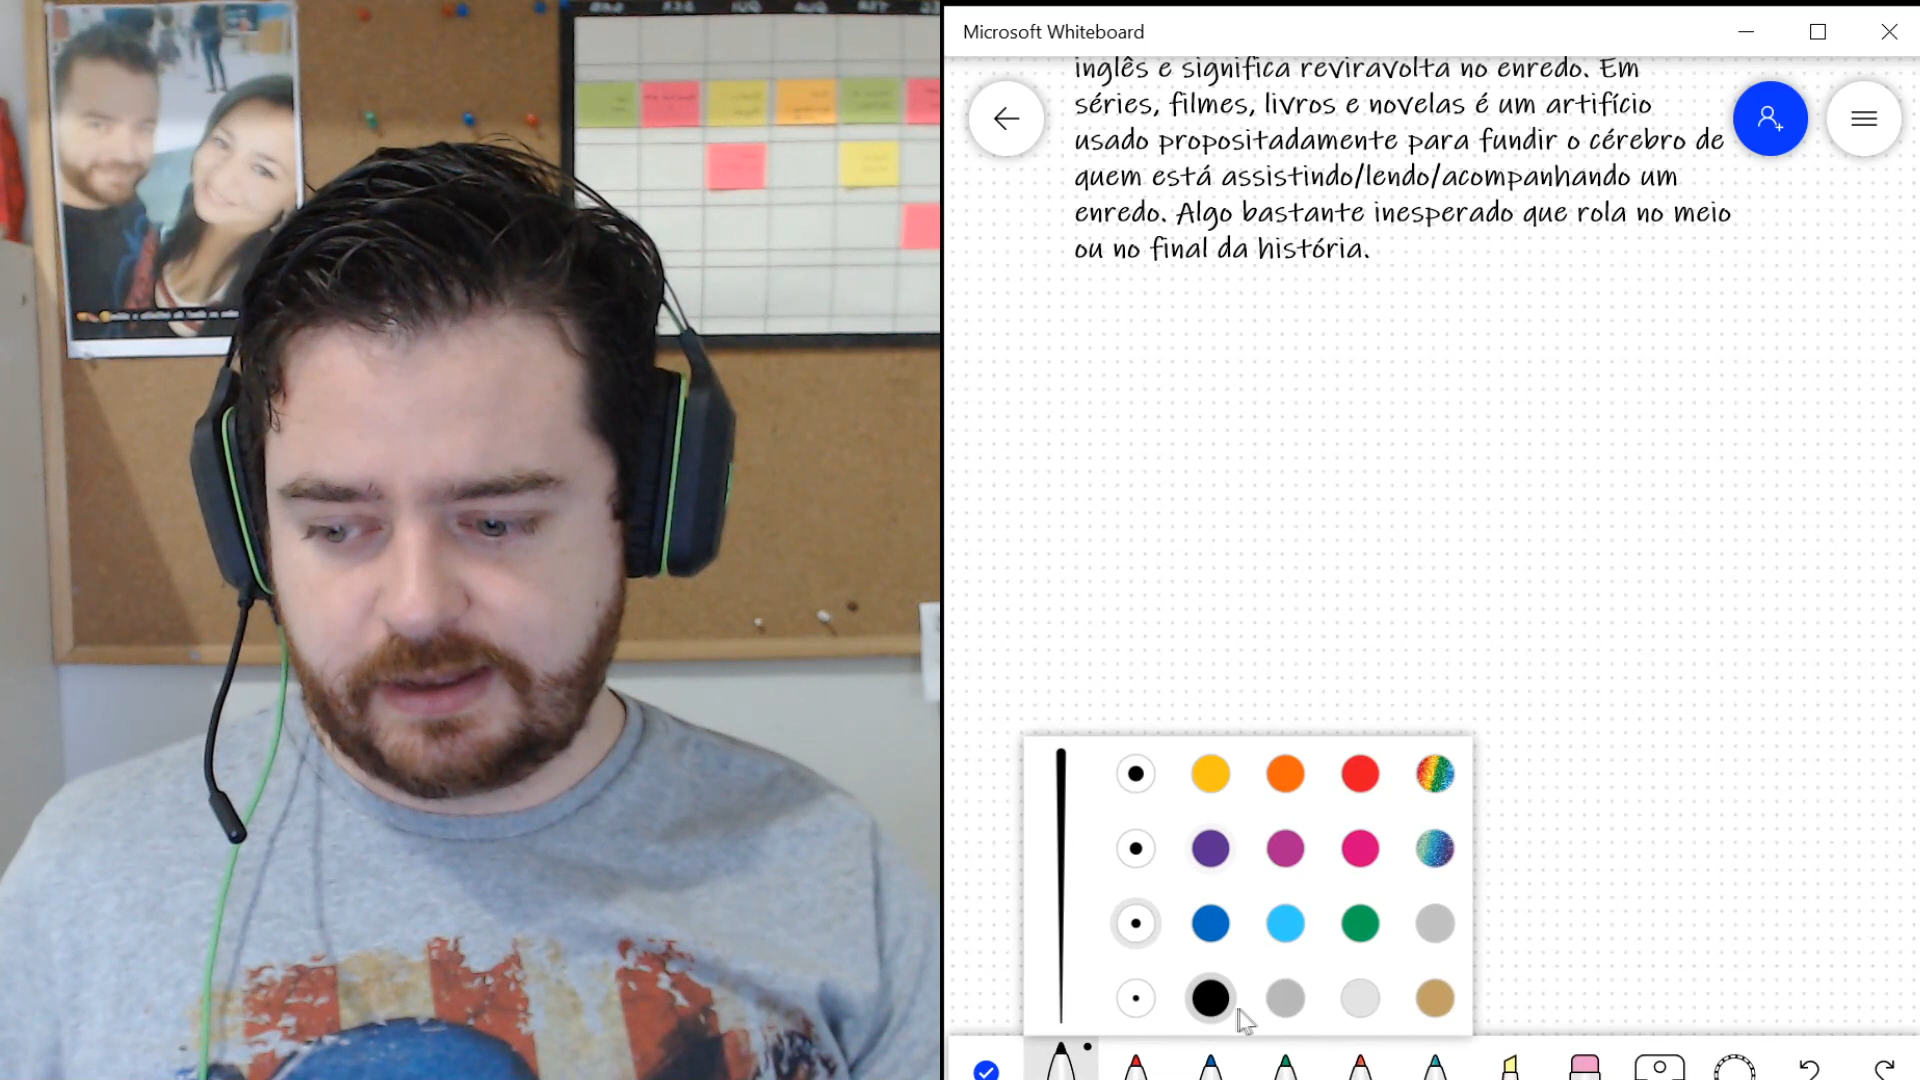 Microsoft Whiteboard
inglês e significa reviravolta no enredo. Em
séries, filmes, livros e novelas é um artifício
usado propositadamente para fundir o cérebro de
quem está assistindo/lendo/acompanhando um
enredo. Algo bastante inesperado que rola no meio
ou no final da história.